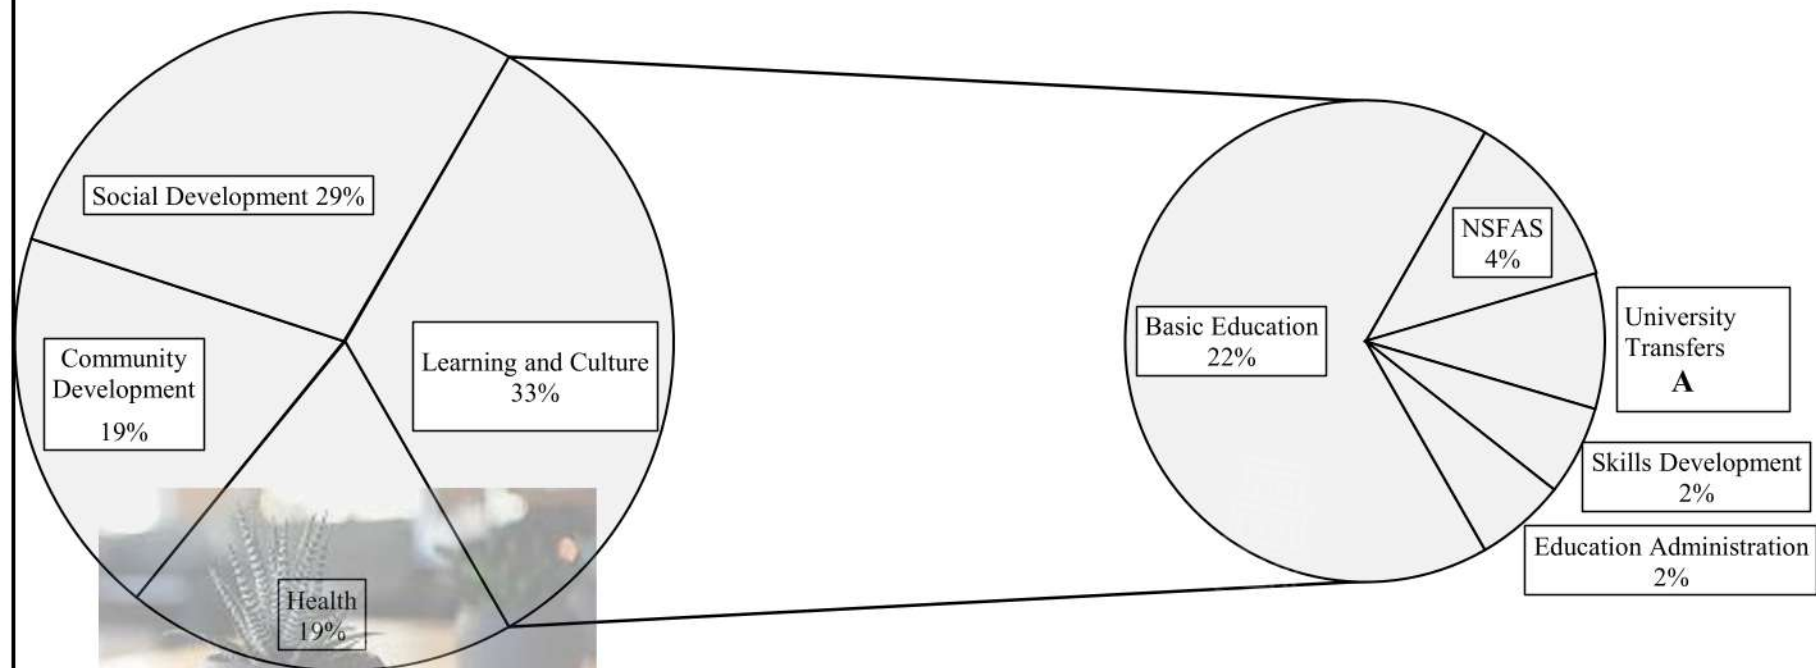 Social Development 29%
Community
Development
19%
Learning and Culture
33%
Health
19%
Basic Education
22%
NSFAS
4%
University
Transfers
A
Skills Development
2%
Education Administration
2%